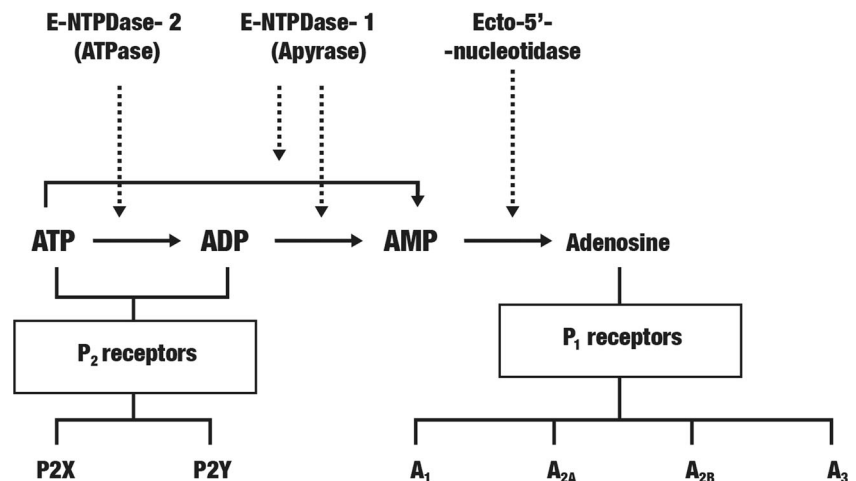 E-NTPDase- 2
(ATPase)
E-NTPDase- 1
(Apyrase)
Ecto-5’-
-nucleotidase
ATP
ADP
AMP
Adenosine
P2 receptors
P1 receptors
P2X
P2Y
A1
A2A
A2B
A3